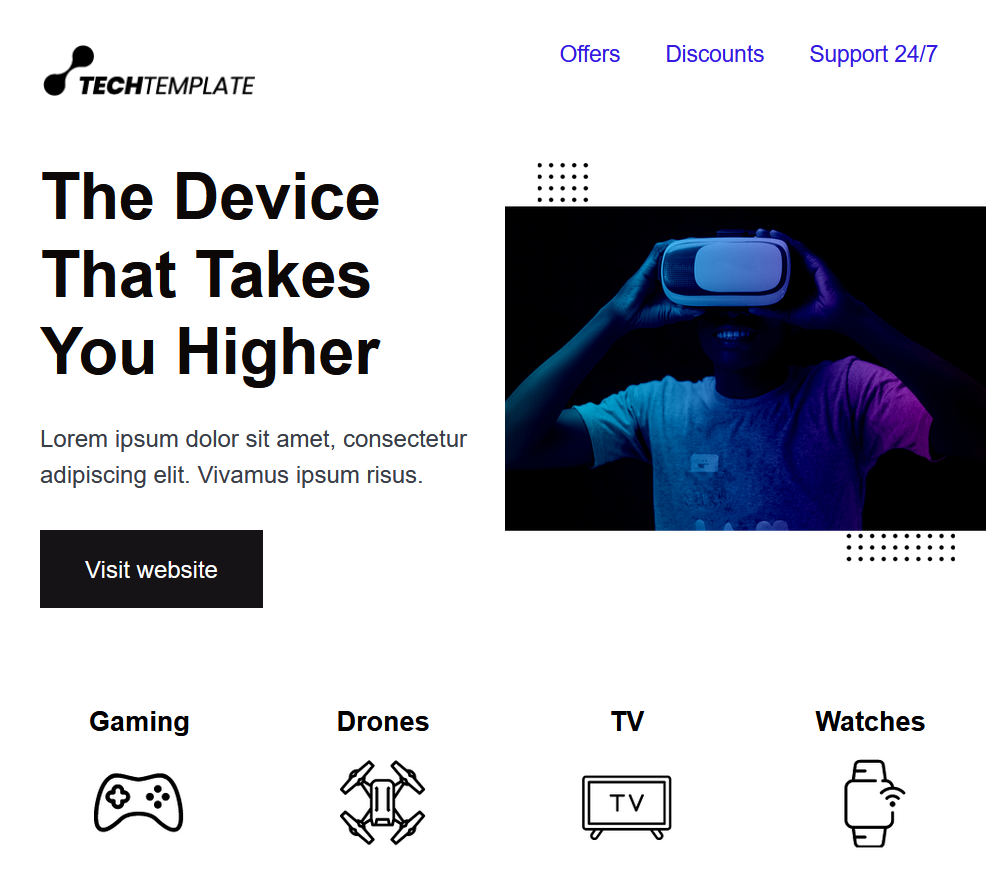 TECHTEMPLATE
Offers Discounts Support 24/7
The Device
That Takes
You Higher
Lorem ipsum dolor sit amet, consectetur
adipiscing elit. Vivamus ipsum risus.
Visit website
Gaming Drones TV Watches
TV